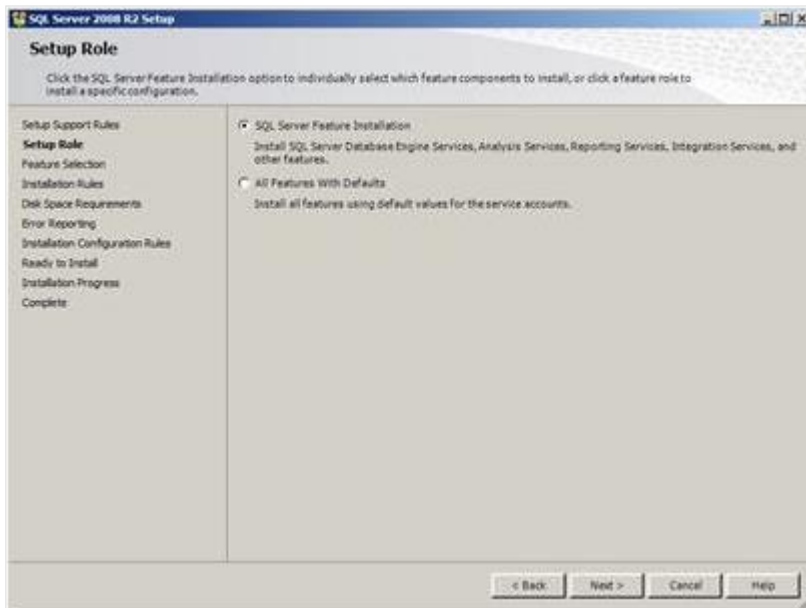 SQL Server 2008 R2 Setup
Setup Role
Click the SQL Server Feature Installation option to individually select which feature components to install, or click a feature role to
install a specific configuration.
Setup Support Rules
Setup Role
Feature Selection
Installation Rules
Disk Space Requirements
Error Reporting
Installation Configuration Rules
Ready to Install
Installation Progress
Complete
SQL Server Feature Installation
Install SQL Server Database Engine Services, Analysis Services, Reporting Services, Integration Services, and
other features.
All Features With Defaults
Install all features using default values for the service accounts.
< Back
Next >
Cancel
Help